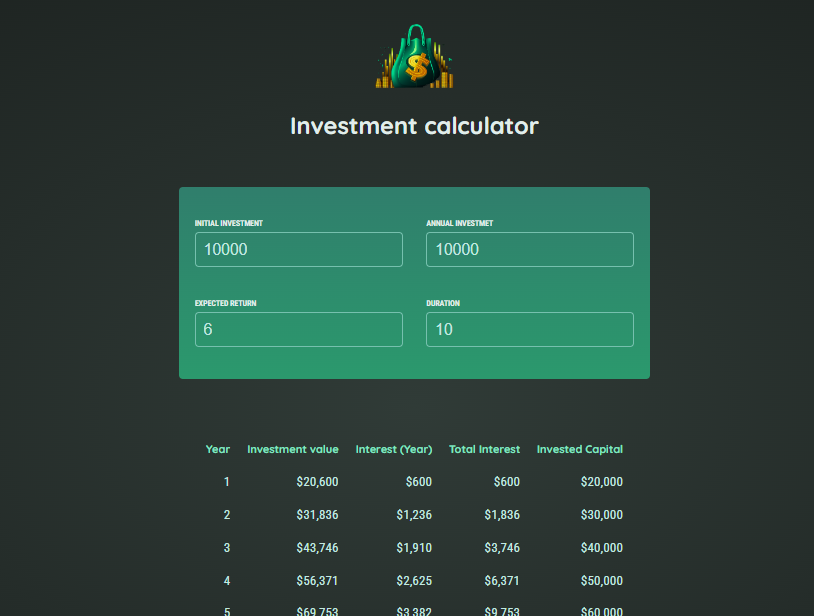 $
Investment calculator
INITIAL INVESTMENT ANNUAL INVESTMET
10000 10000
EXPECTED RETURN DURATION
6 10
Year Investment value Interest (Year) Total Interest Invested Capital
1 $20,600 $600 $600 $20,000
2 $31,836 $1,236 $1,836 $30,000
3 $43,746 $1,910 $3,746 $40,000
4 $56,371 $2,625 $6,371 $50,000
5 $69,753 $3,382 $9,753 $60,000